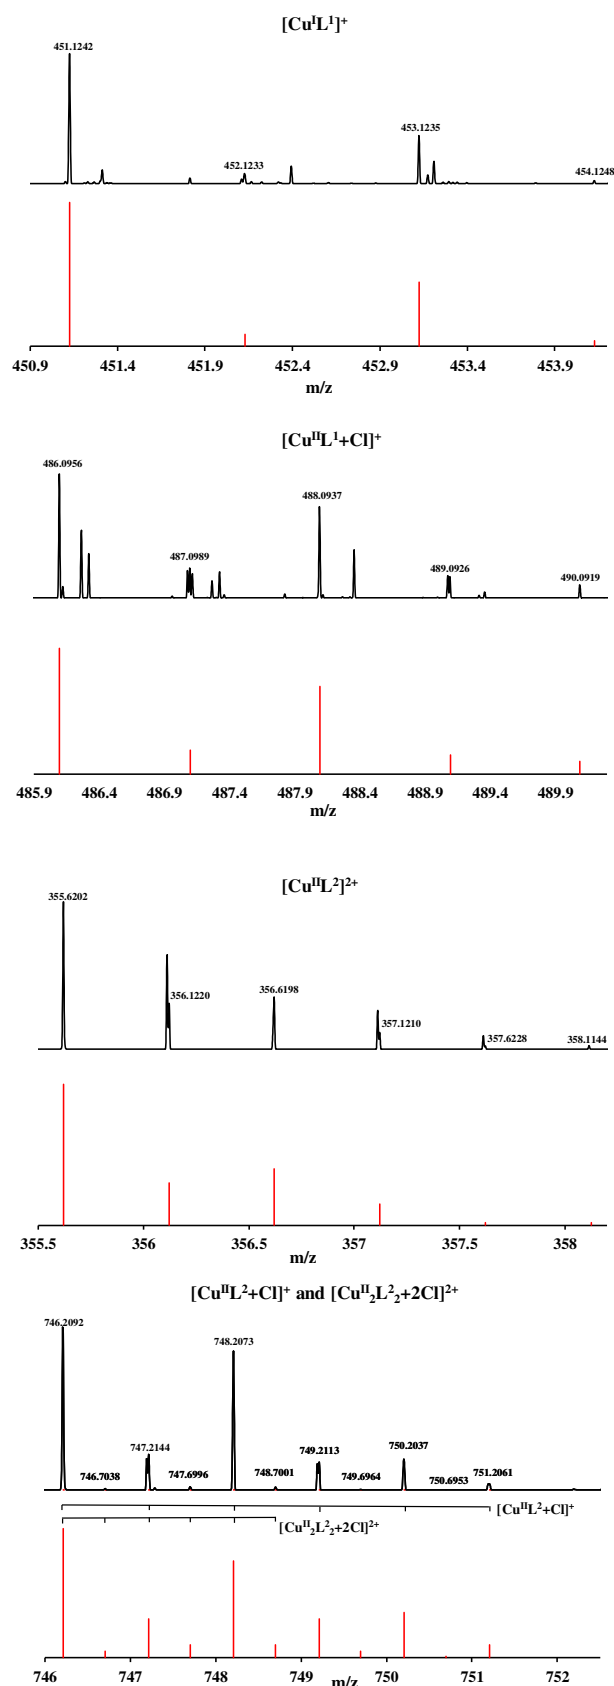 [CuᴵL¹]⁺
451.1242
453.1235
452.1233
454.1248
450.9 451.4 451.9 452.4 452.9 453.4 453.9
m/z
[CuᴵᴵL¹+Cl]⁺
486.0956
488.0937
487.0989
489.0926
490.0919
485.9 486.4 486.9 487.4 487.9 488.4 488.9 489.4 489.9
m/z
[CuᴵᴵL²]²⁺
355.6202
356.1220
356.6198
357.1210
357.6228
358.1144
355.5 356 356.5 357 357.5 358
m/z
[CuᴵᴵL²+Cl]⁺ and [Cuᴵᴵ₂L²₂+2Cl]²⁺
746.2092
748.2073
747.2144
749.2113
750.2037
746.7038 747.6996 748.7001 749.6964 750.6953 751.2061
[CuᴵᴵL²+Cl]⁺
[Cuᴵᴵ₂L²₂+2Cl]²⁺
746 747 748 749 750 751 752
m/z